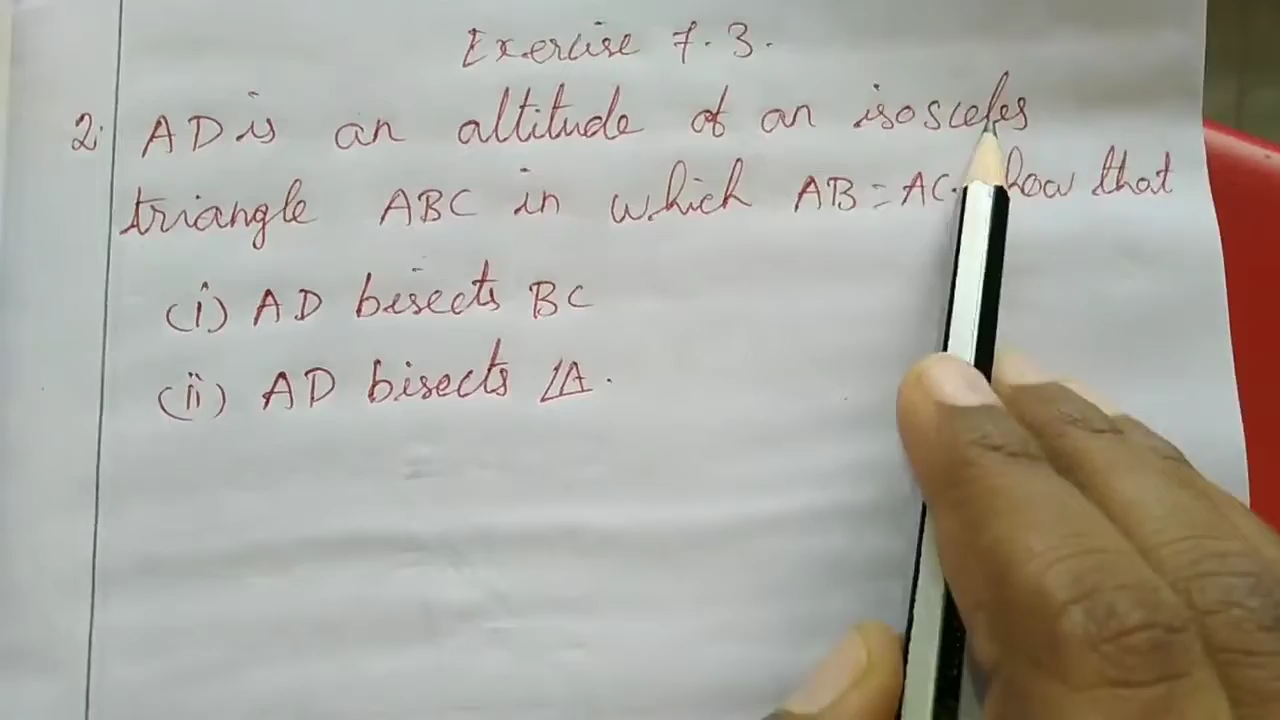 Exercise 7.3.
2. AD is an altitude of an isosceles
triangle ABC in which AB = AC. how that
(i) AD bisects BC
(ii) AD bisects ∠A.